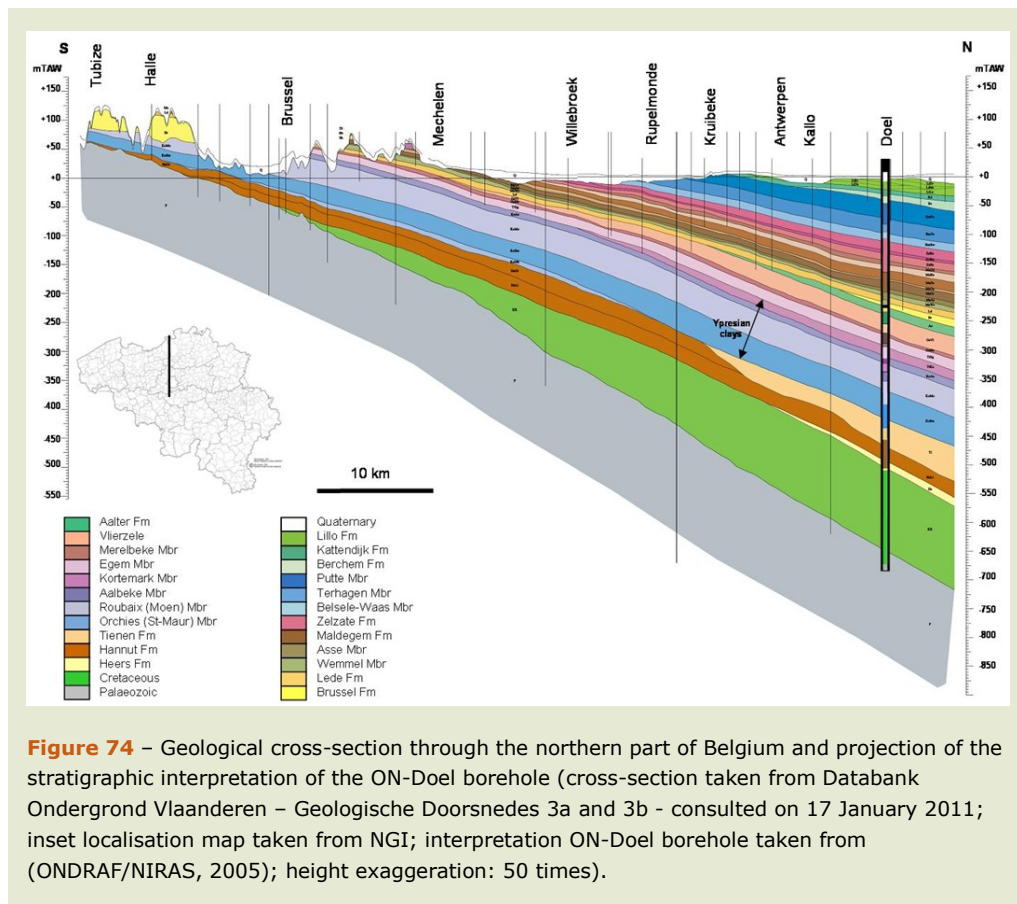 S
N
mTAW
mTAW
Tubize
Halle
Brussel
Mechelen
Willebroek
Rupelmonde
Kruibeke
Antwerpen
Kallo
Doel
+150
+100
+50
+0
-50
-100
-150
-200
-250
-300
-350
-400
-450
-500
-550
+150
+100
+50
+0
-50
-100
-150
-200
-250
-300
-350
-400
-450
-500
-550
-600
-650
-700
-750
-800
-850
Ypresian
clays
10 km
Aalter Fm
Vlierzele
Merelbeke Mbr
Egem Mbr
Kortemark Mbr
Aalbeke Mbr
Roubaix (Moen) Mbr
Orchies (St-Maur) Mbr
Tienen Fm
Hannut Fm
Heers Fm
Cretaceous
Palaeozoic
Quaternary
Lillo Fm
Kattendijk Fm
Berchem Fm
Putte Mbr
Terhagen Mbr
Belsele-Waas Mbr
Zelzate Fm
Maldegem Fm
Asse Mbr
Wemmel Mbr
Lede Fm
Brussel Fm
Figure 74 – Geological cross-section through the northern part of Belgium and projection of the
stratigraphic interpretation of the ON-Doel borehole (cross-section taken from Databank
Ondergrond Vlaanderen – Geologische Doorsnedes 3a and 3b - consulted on 17 January 2011;
inset localisation map taken from NGI; interpretation ON-Doel borehole taken from
(ONDRAF/NIRAS, 2005); height exaggeration: 50 times).